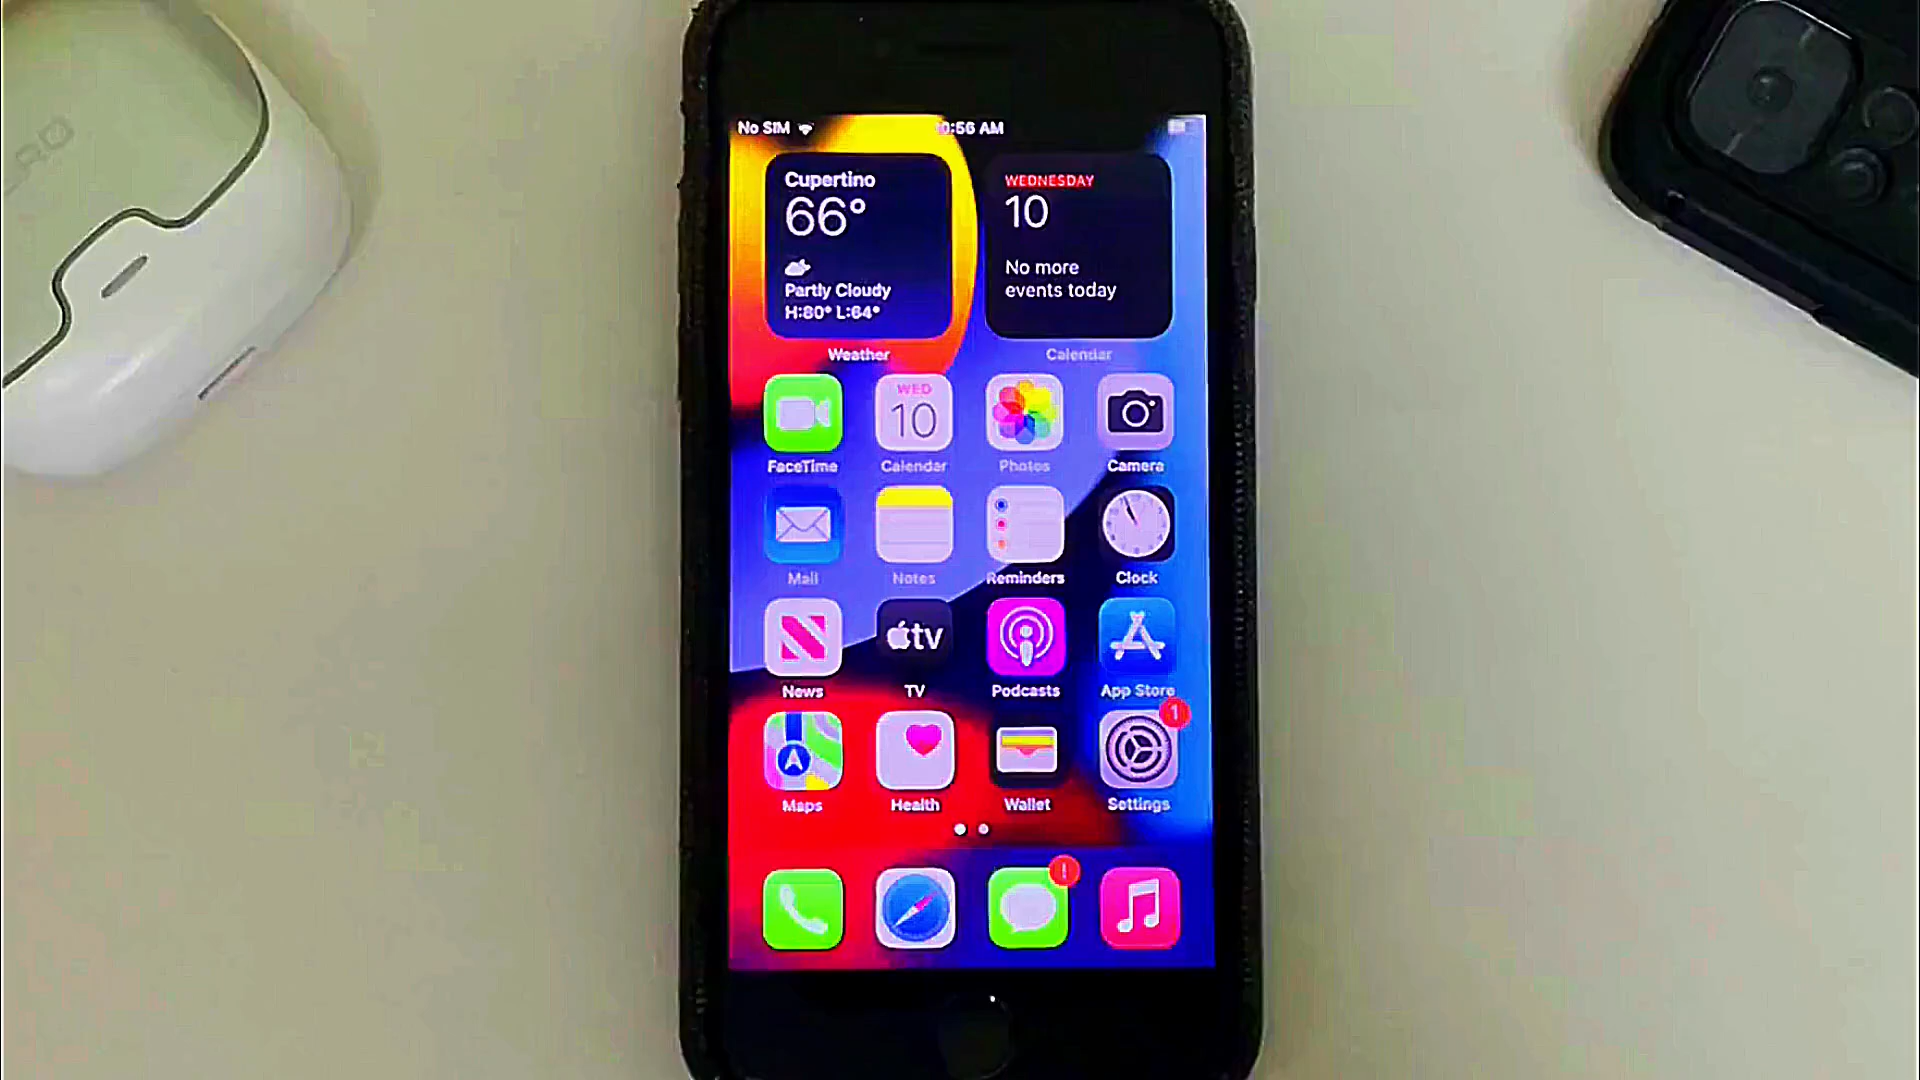 No SIM
10:56 AM
Cupertino
66°
Partly Cloudy
H:80° L:64°
Weather
WEDNESDAY
10
No more
events today
Calendar
WED
10
FaceTime
Calendar
Photos
Camera
Mail
Notes
Reminders
Clock
tv
News
TV
Podcasts
App Store
1
Maps
Health
Wallet
Settings
!